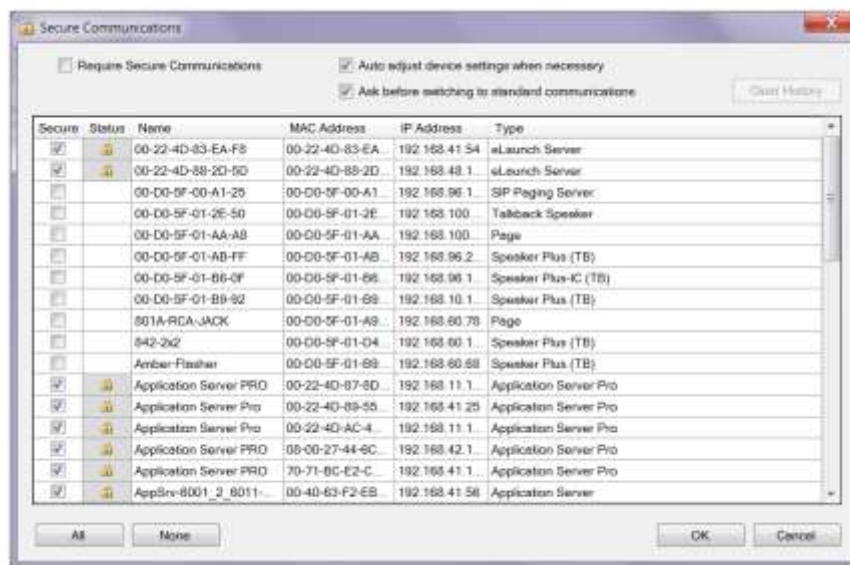 Secure Communications
Require Secure Communications
Auto adjust device settings when necessary
Ask before switching to standard communications
Clear History
Secure Status Name MAC Address IP Address Type
00-22-4D-83-EA-F8 00-22-4D-83-EA... 192.168.41.54 eLaunch Server
00-22-4D-88-2D-5D 00-22-4D-88-2D... 192.168.48.1... eLaunch Server
00-D0-5F-00-A1-25 00-D0-5F-00-A1... 192.168.96.1... SIP Paging Server
00-D0-5F-01-2E-50 00-D0-5F-01-2E... 192.168.100... Talkback Speaker
00-D0-5F-01-AA-A8 00-D0-5F-01-AA... 192.168.100... Page
00-D0-5F-01-AB-FF 00-D0-5F-01-AB... 192.168.96.2... Speaker Plus (TB)
00-D0-5F-01-B6-0F 00-D0-5F-01-B6... 192.168.96.1... Speaker Plus-IC (TB)
00-D0-5F-01-B9-92 00-D0-5F-01-B9... 192.168.10.1... Speaker Plus (TB)
801A-RCA-JACK 00-D0-5F-01-A9... 192.168.60.78 Page
842-2x2 00-D0-5F-01-D4... 192.168.60.1... Speaker Plus (TB)
Amber-Flasher 00-D0-5F-01-B9... 192.168.60.68 Speaker Plus (TB)
Application Server PRO 00-22-4D-87-8D... 192.168.11.1... Application Server Pro
Application Server Pro 00-22-4D-89-55... 192.168.41.25 Application Server Pro
Application Server Pro 00-22-4D-AC-4... 192.168.11.1... Application Server Pro
Application Server PRO 08-00-27-44-6C... 192.168.42.1... Application Server Pro
Application Server PRO 70-71-BC-E2-C... 192.168.41.1... Application Server Pro
AppSrv-6001_2_6011-... 00-40-63-F2-EB... 192.168.41.56 Application Server
All None OK Cancel